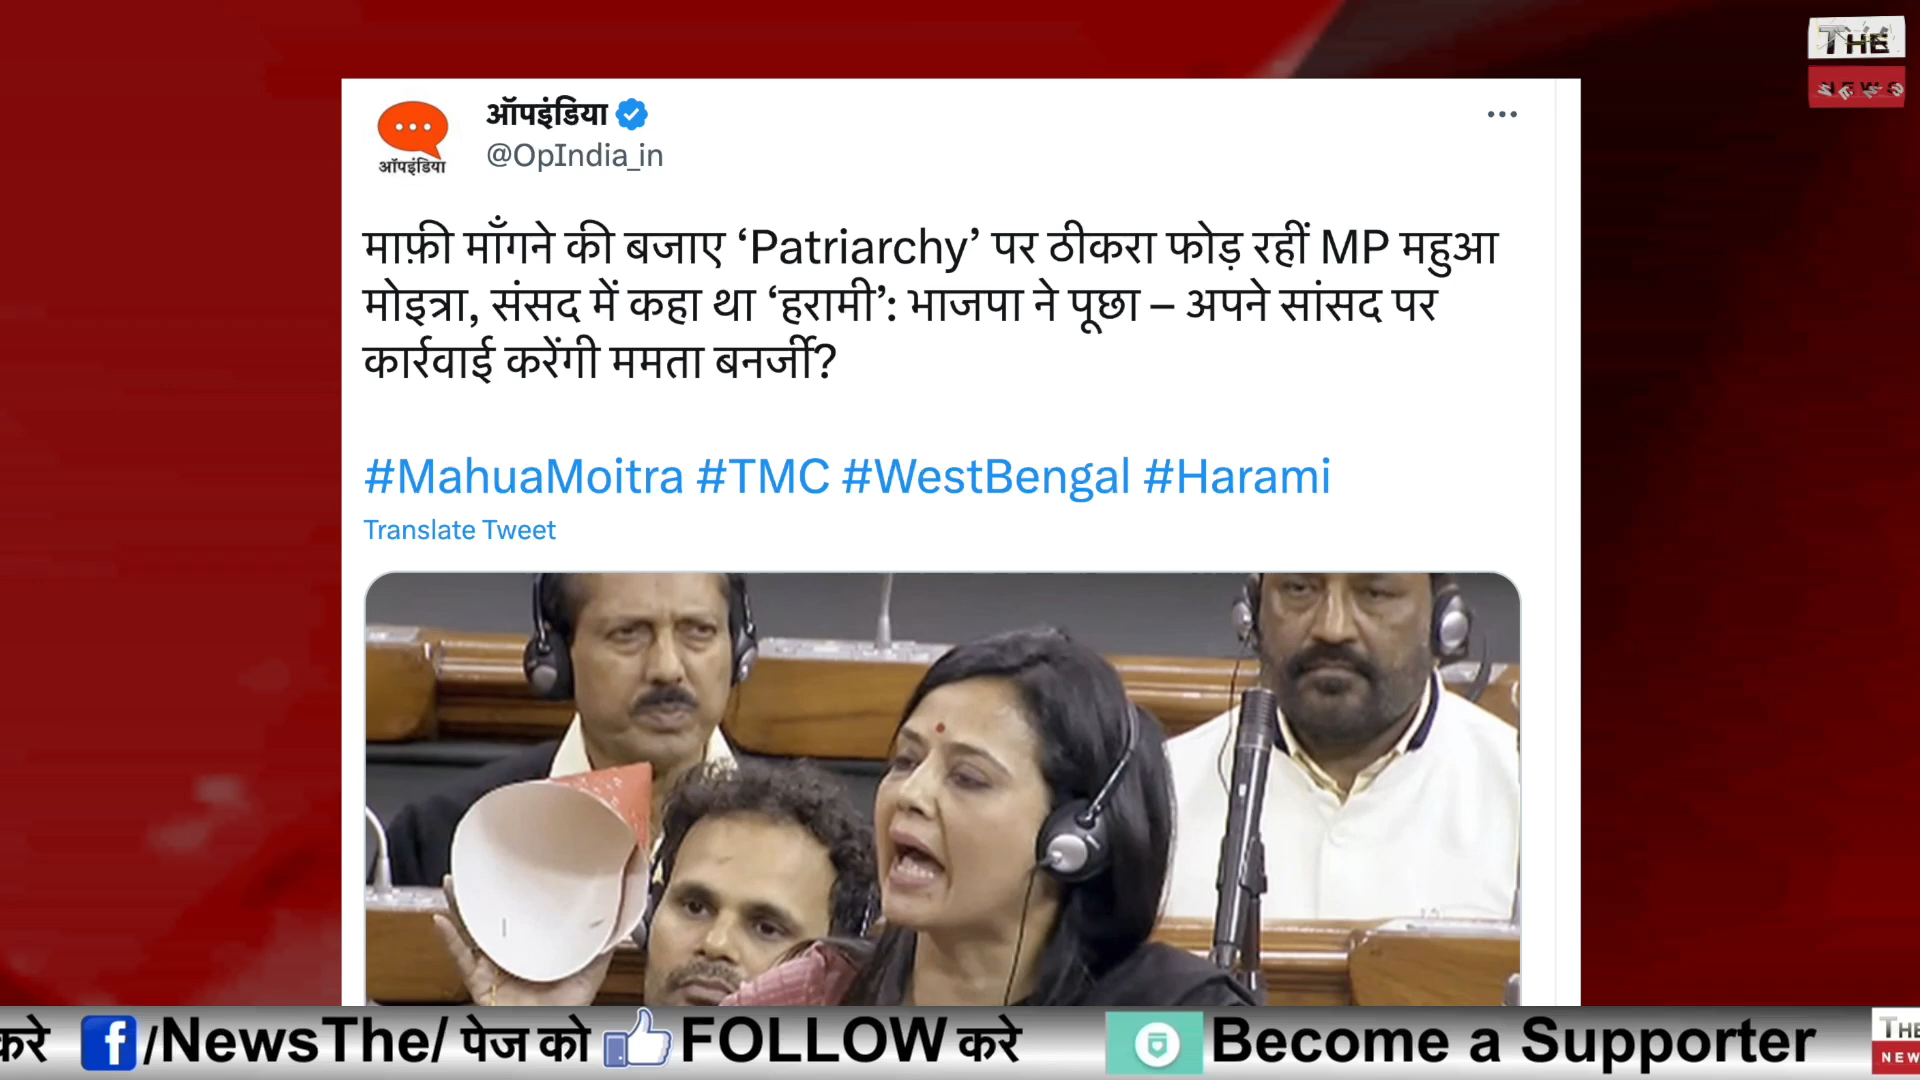 THE
NEWS
ऑपइंडिया
ऑपइंडिया
@OpIndia_in
माफ़ी माँगने की बजाए ‘Patriarchy’ पर ठीकरा फोड़ रहीं MP महुआ
मोइत्रा, संसद में कहा था ‘हरामी’: भाजपा ने पूछा – अपने सांसद पर
कार्रवाई करेंगी ममता बनर्जी?
#MahuaMoitra #TMC #WestBengal #Harami
Translate Tweet
करे f/NewsThe/ पेज को FOLLOW करे Become a Supporter THE
NEW